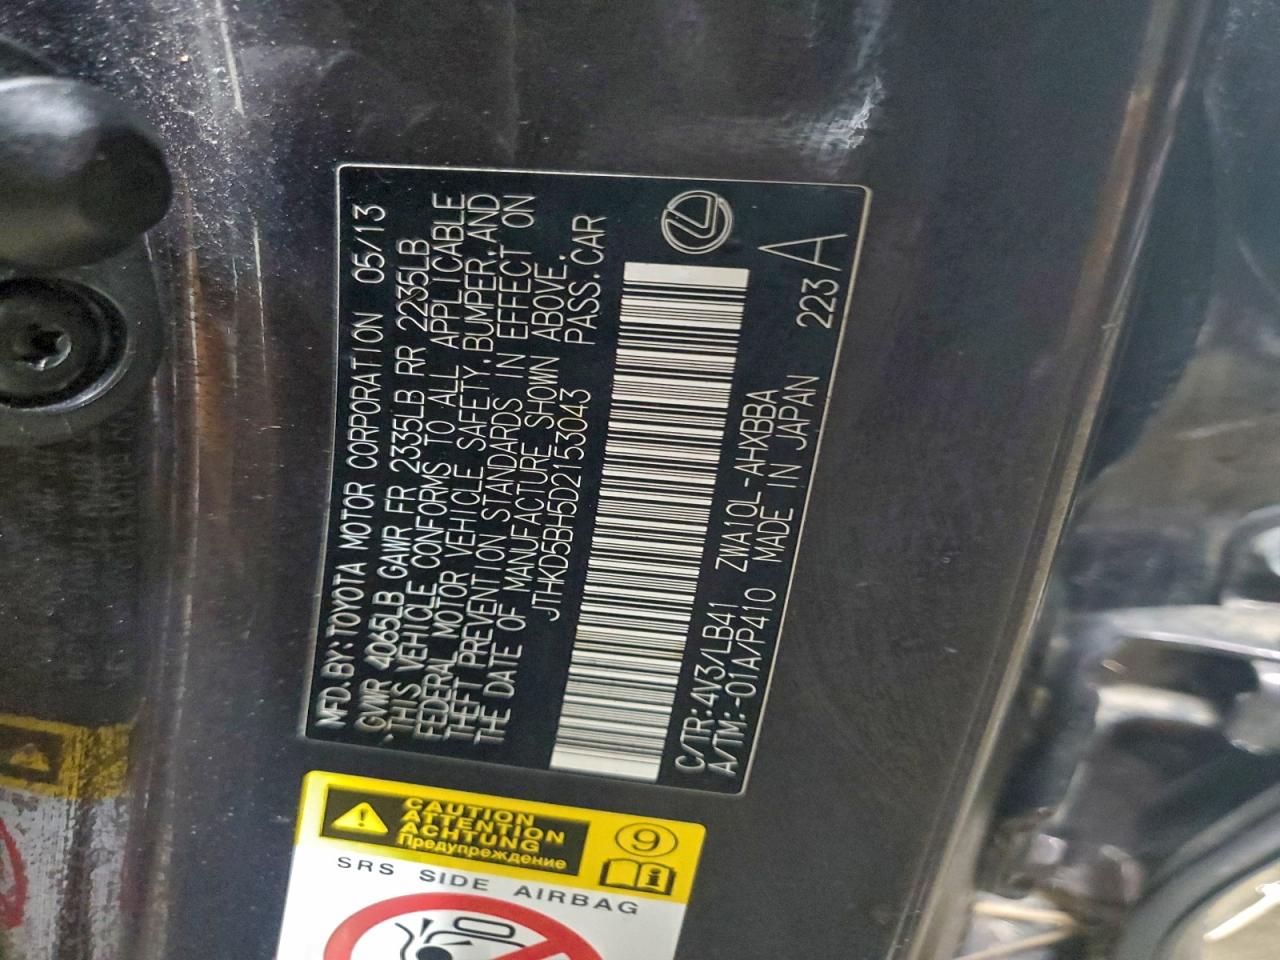 MFD.BY:TOYOTA MOTOR CORPORATION 05/13
GVWR 4065LB GAWR FR 2335LB RR 2235LB
THIS VEHICLE CONFORMS TO ALL APPLICABLE
FEDERAL MOTOR VEHICLE SAFETY,BUMPER,AND
THEFT PREVENTION STANDARDS IN EFFECT ON
THE DATE OF MANUFACTURE SHOWN ABOVE.
JTHKD5BH5D2153043 PASS.CAR
C/TR:4V3/LB41 ZWA10L-AHXBBA 223
A/TM:-01A/P410 MADE IN JAPAN A
CAUTION
ATTENTION
ACHTUNG
Предупреждение
9
SRS SIDE AIRBAG